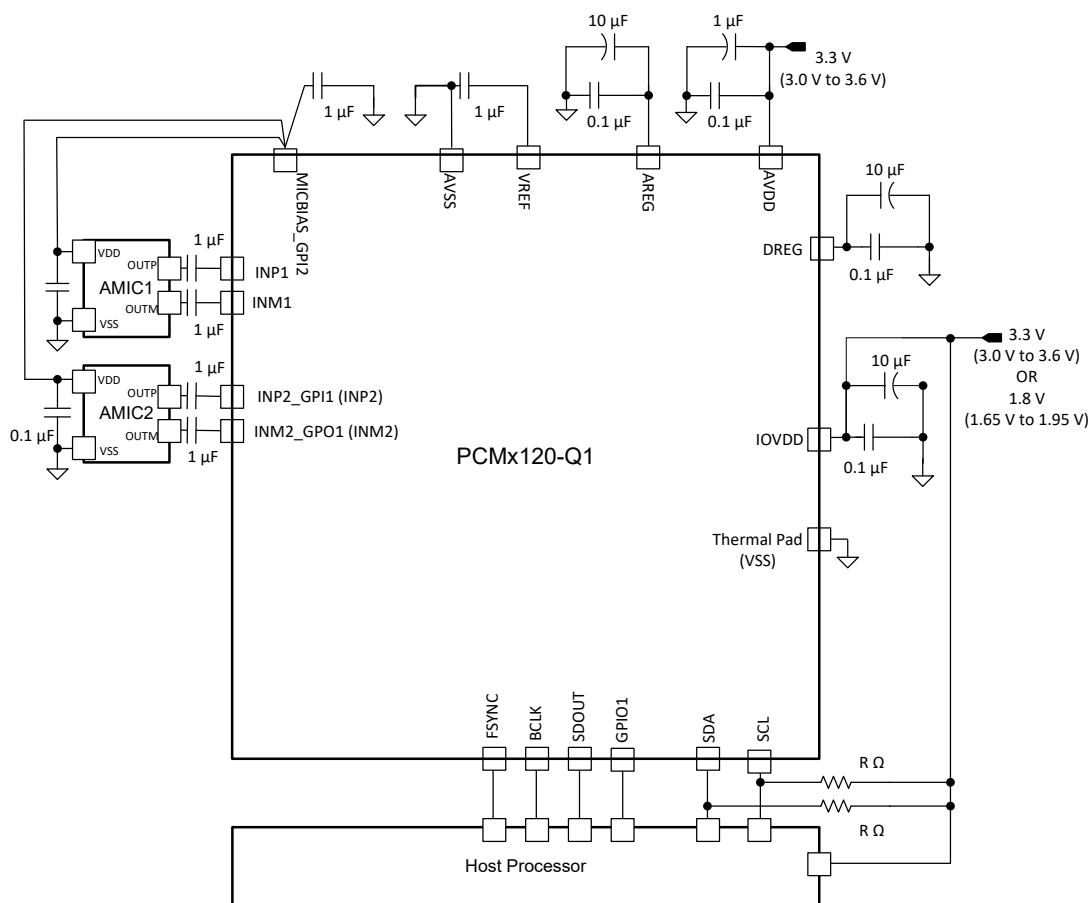 10 µF
1 µF
3.3 V
(3.0 V to 3.6 V)
1 µF
1 µF
0.1 µF
0.1 µF
MICBIAS_GPI2
AVSS
VREF
AREG
AVDD
10 µF
DREG
0.1 µF
1 µF
VDD
OUTP
INP1
AMIC1
OUTM
INM1
VSS
1 µF
1 µF
VDD
OUTP
INP2_GPI1 (INP2)
AMIC2
OUTM
INM2_GPO1 (INM2)
0.1 µF
VSS
1 µF
3.3 V
(3.0 V to 3.6 V)
OR
1.8 V
(1.65 V to 1.95 V)
10 µF
IOVDD
0.1 µF
PCMx120-Q1
Thermal Pad
(VSS)
FSYNC
BCLK
SDOUT
GPIO1
SDA
SCL
R Ω
R Ω
Host Processor